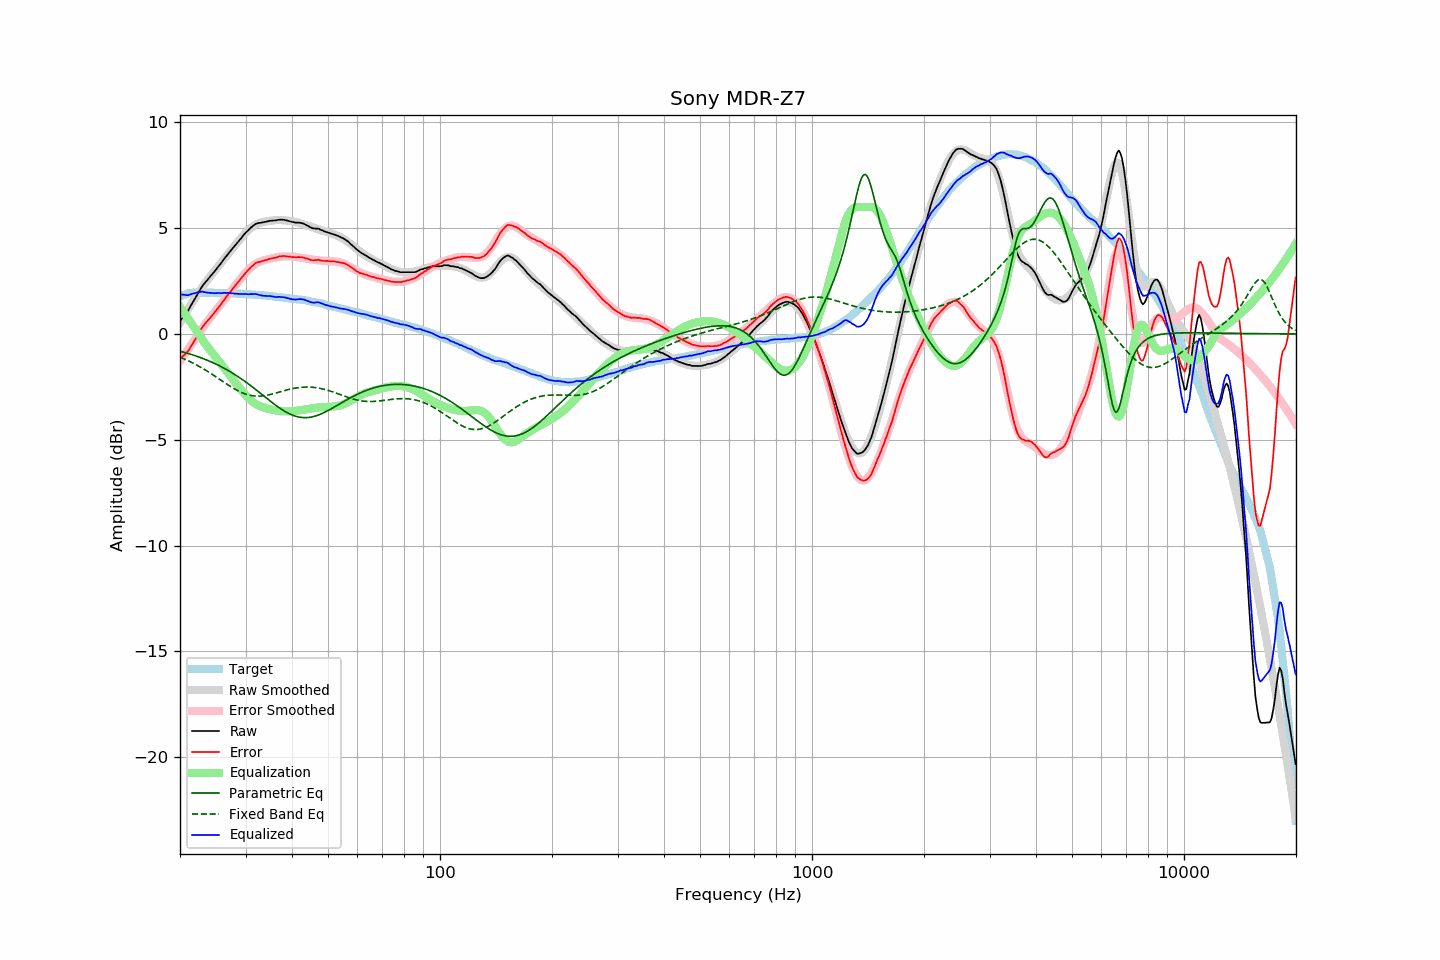 Sony MDR-Z7
10
5
0
−5
−10
−15
−20
Amplitude (dBr)
Target
Raw Smoothed
Error Smoothed
Raw
Error
Equalization
Parametric Eq
Fixed Band Eq
Equalized
100
1000
10000
Frequency (Hz)